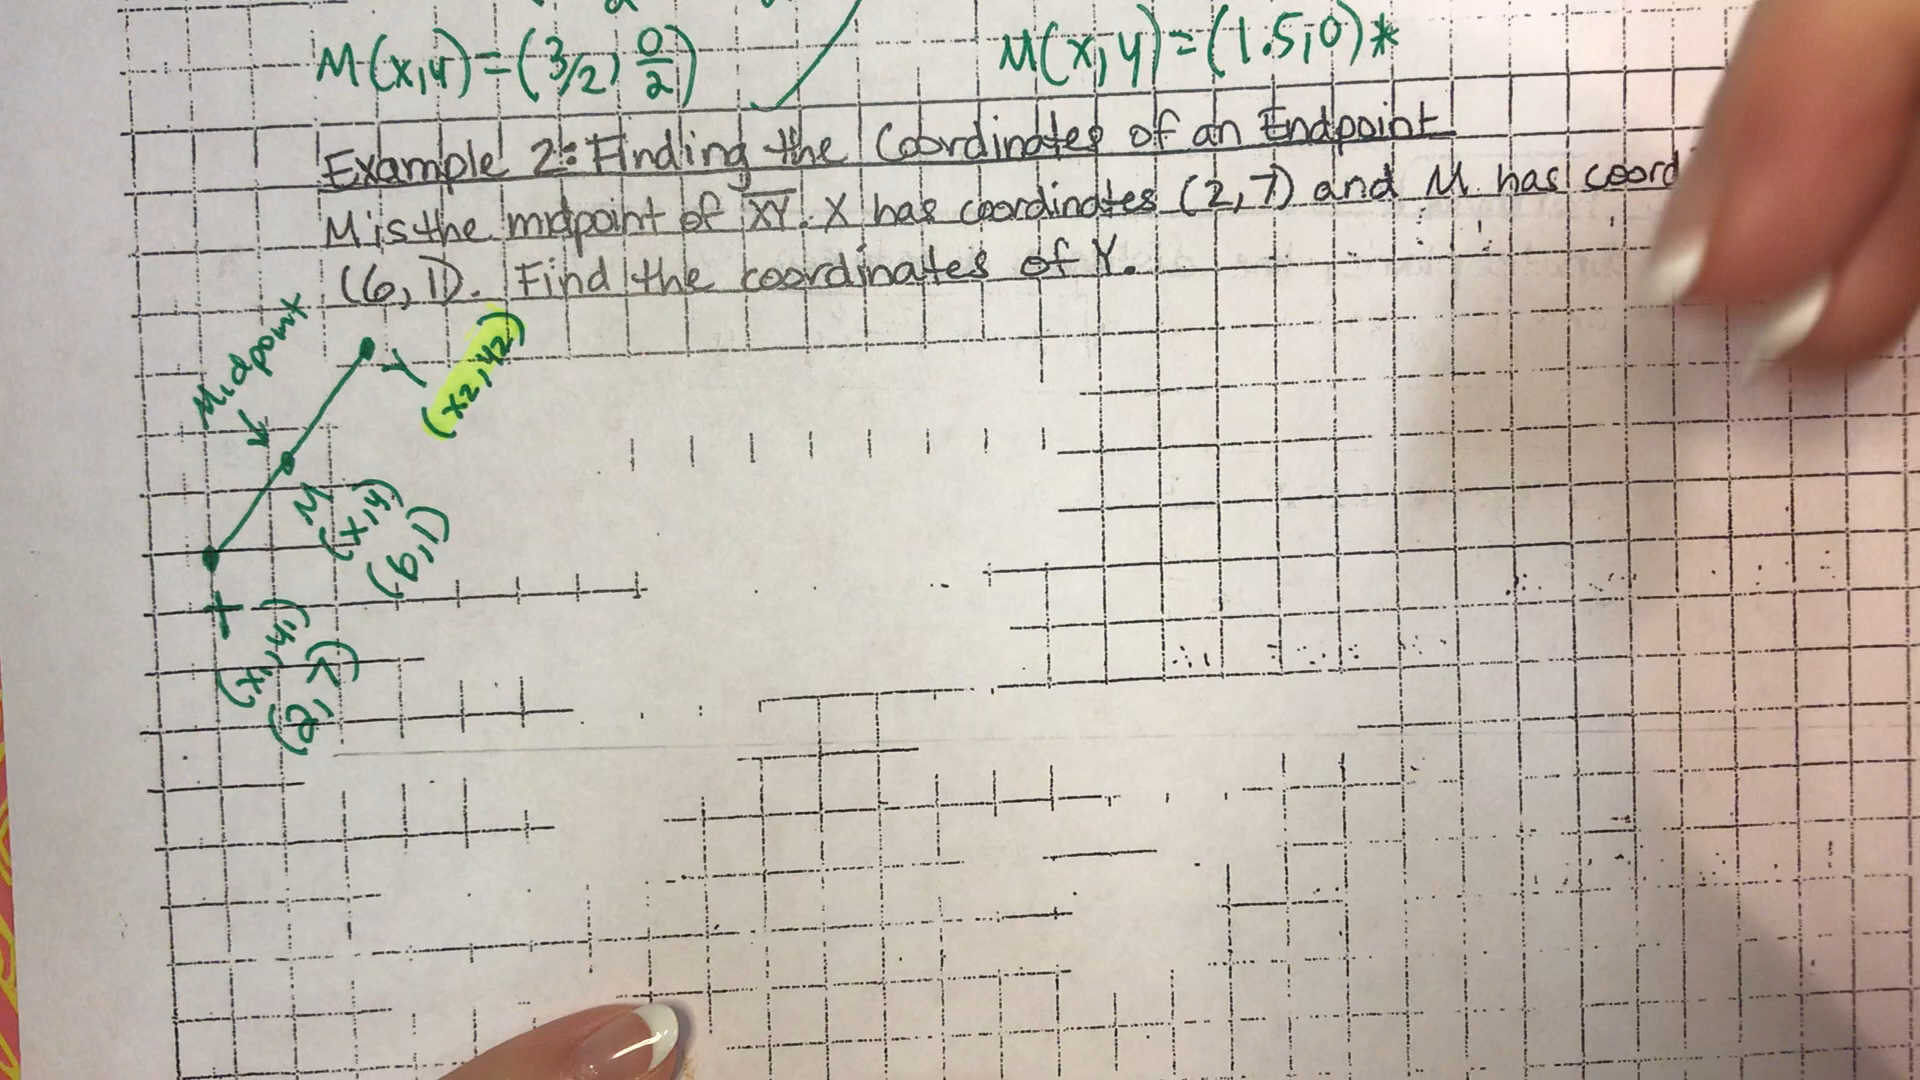 M(x,y)=(3/2, 0/2)
M(x,y)=(1.5,0)*
Example 2: Finding the Coordinates of an Endpoint
M is the midpoint of XY. X has coordinates (2,7) and M has coord
(6,1). Find the coordinates of Y.
Midpoint
Y
(x2,y2)
M
(x,y)
(6,1)
X
(x1,y1)
(2,7)